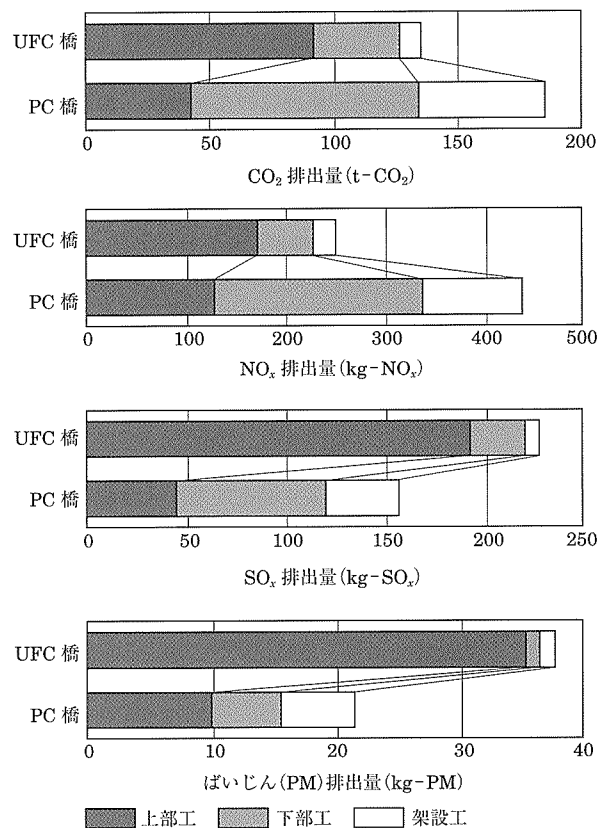 UFC 橋
PC 橋
50 100 150 200
CO₂ 排出量(t-CO₂)
UFC 橋
PC 橋
0 100 200 300 400 500
NOₓ 排出量(kg-NOₓ)
UFC 橋
PC 橋
0 50 100 150 200 250
SOₓ 排出量(kg-SOₓ)
UFC 橋
PC 橋
0 10 20 30 40
ばいじん(PM)排出量(kg-PM)
上部工 下部工 架設工